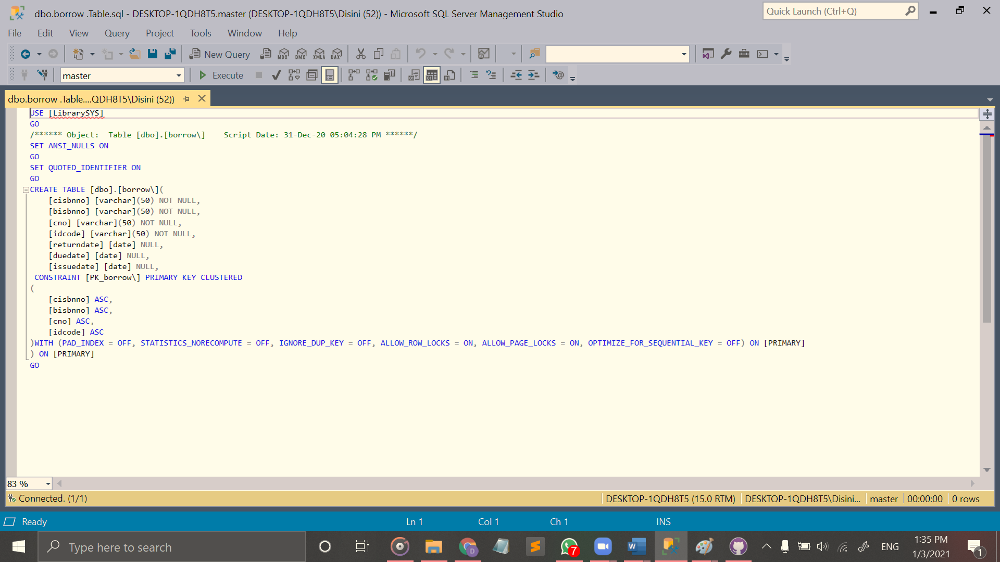 dbo.borrow .Table.sql - DESKTOP-1QDH8T5.master (DESKTOP-1QDH8T5\Disini (52)) - Microsoft SQL Server Management Studio
Quick Launch (Ctrl+Q)
File Edit View Query Project Tools Window Help
New Query MDX DMX XMLA DAX
master Execute
dbo.borrow .Table....QDH8T5\Disini (52))
USE [LibrarySYS]
GO
/****** Object:  Table [dbo].[borrow\]    Script Date: 31-Dec-20 05:04:28 PM ******/
SET ANSI_NULLS ON
GO
SET QUOTED_IDENTIFIER ON
GO
CREATE TABLE [dbo].[borrow\](
    [cisbnno] [varchar](50) NOT NULL,
    [bisbnno] [varchar](50) NOT NULL,
    [cno] [varchar](50) NOT NULL,
    [idcode] [varchar](50) NOT NULL,
    [returndate] [date] NULL,
    [duedate] [date] NULL,
    [issuedate] [date] NULL,
 CONSTRAINT [PK_borrow\] PRIMARY KEY CLUSTERED
(
    [cisbnno] ASC,
    [bisbnno] ASC,
    [cno] ASC,
    [idcode] ASC
)WITH (PAD_INDEX = OFF, STATISTICS_NORECOMPUTE = OFF, IGNORE_DUP_KEY = OFF, ALLOW_ROW_LOCKS = ON, ALLOW_PAGE_LOCKS = ON, OPTIMIZE_FOR_SEQUENTIAL_KEY = OFF) ON [PRIMARY]
) ON [PRIMARY]
GO
83 %
Connected. (1/1) DESKTOP-1QDH8T5 (15.0 RTM) DESKTOP-1QDH8T5\Disini... master 00:00:00 0 rows
Ready Ln 1 Col 1 Ch 1 INS
Type here to search D 7 W ENG 1:35 PM 1
1/3/2021